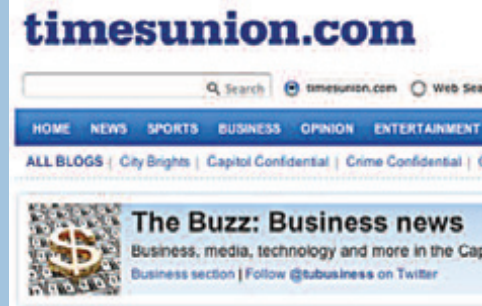 timesunion.com
Search timesunion.com Web Sea
HOME NEWS SPORTS BUSINESS OPINION ENTERTAINMENT
ALL BLOGS | City Brights | Capitol Confidential | Crime Confidential |
The Buzz: Business news
Business, media, technology and more in the Cap
Business section | Follow @tubusiness on Twitter